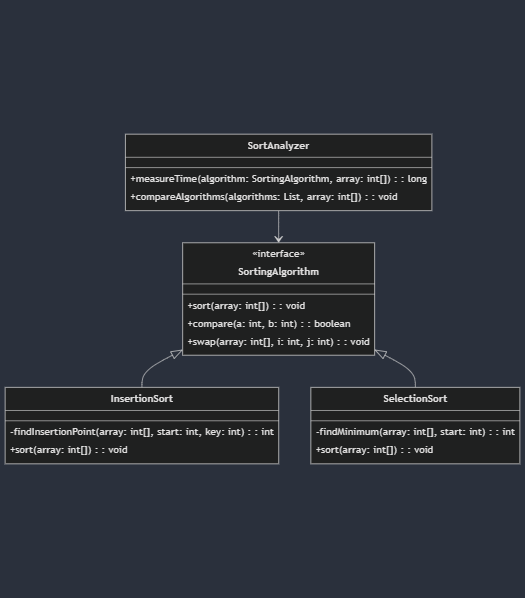 SortAnalyzer
+measureTime(algorithm: SortingAlgorithm, array: int[]) : : long
+compareAlgorithms(algorithms: List, array: int[]) : : void
«interface»
SortingAlgorithm
+sort(array: int[]) : : void
+compare(a: int, b: int) : : boolean
+swap(array: int[], i: int, j: int) : : void
InsertionSort
-findInsertionPoint(array: int[], start: int, key: int) : : int
+sort(array: int[]) : : void
SelectionSort
-findMinimum(array: int[], start: int) : : int
+sort(array: int[]) : : void